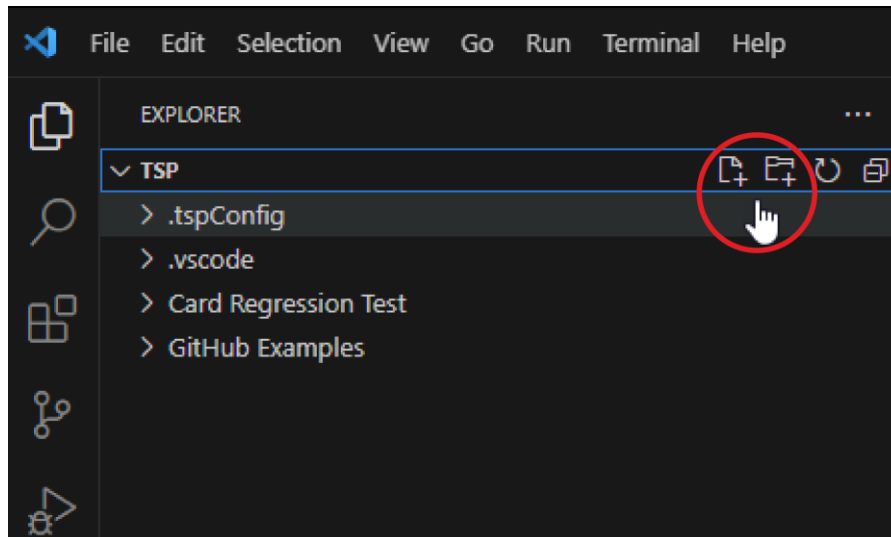 File Edit Selection View Go Run Terminal Help
EXPLORER
TSP
.tspConfig
.vscode
Card Regression Test
GitHub Examples